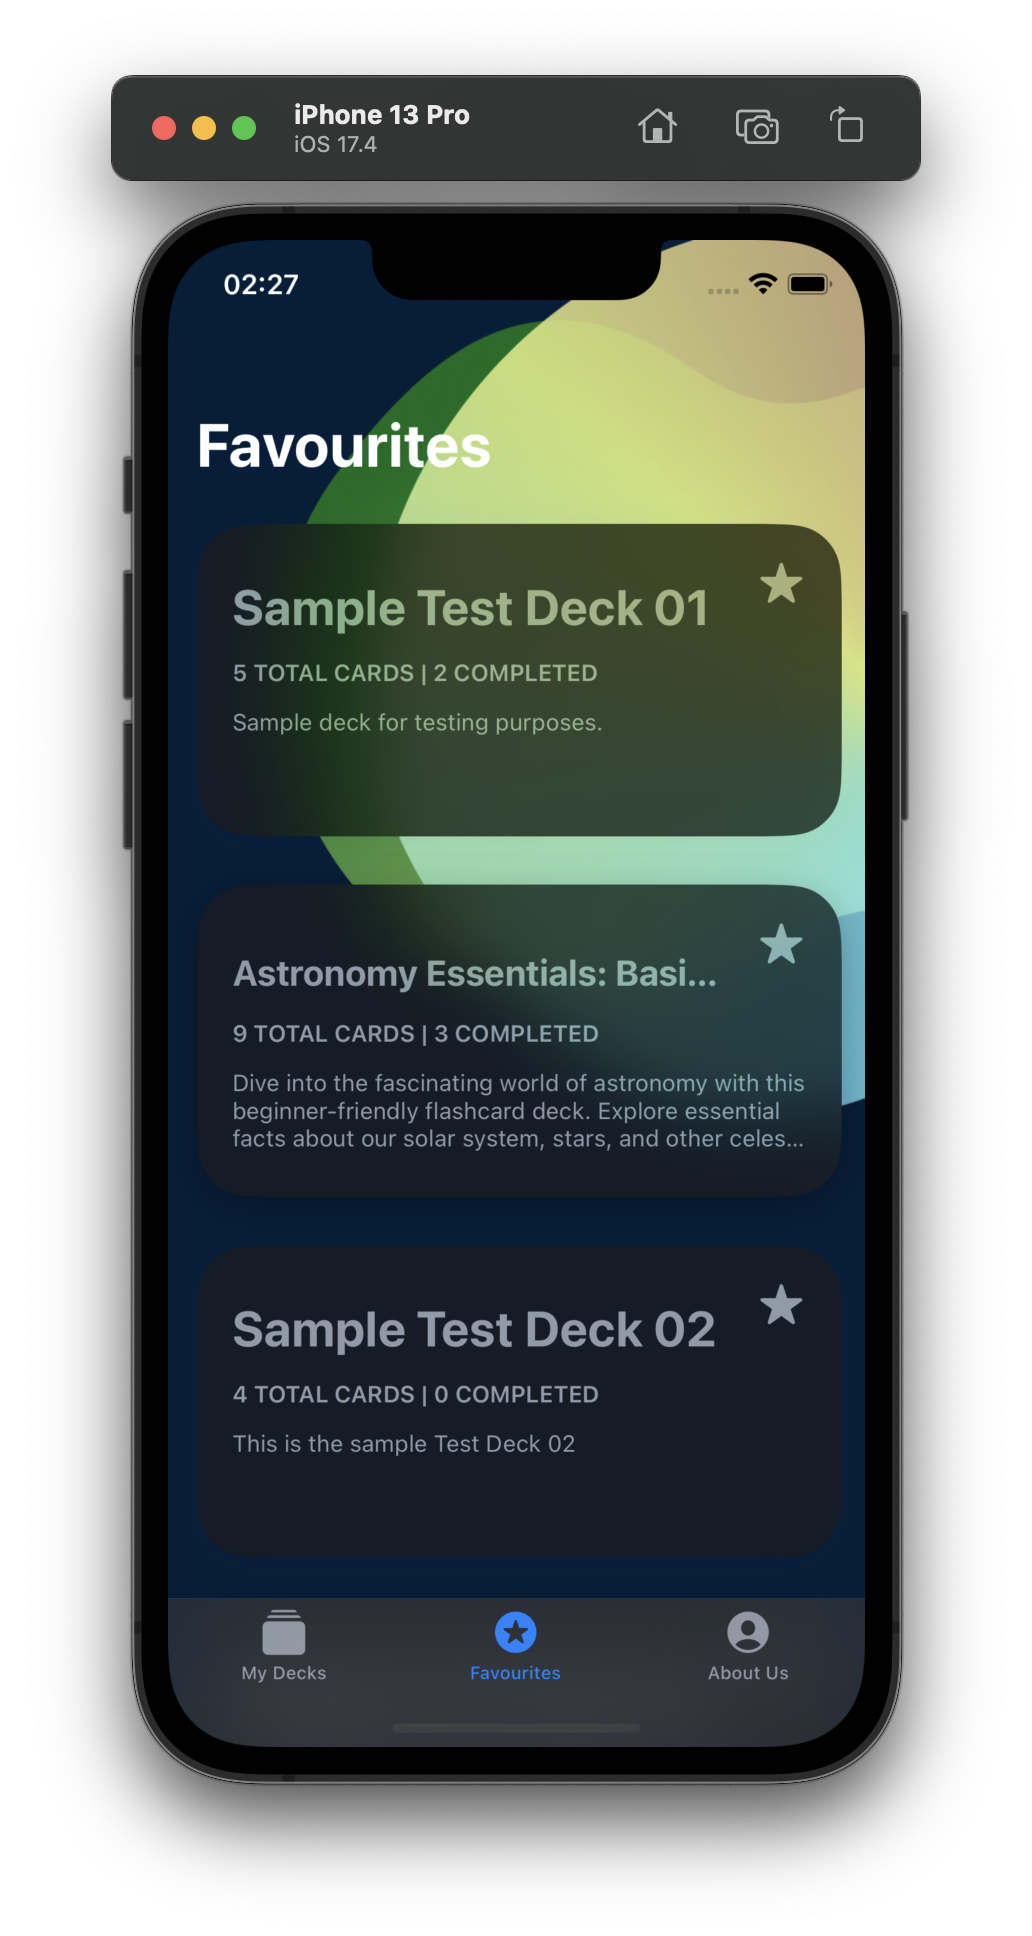 iPhone 13 Pro
iOS 17.4
02:27
Favourites
Sample Test Deck 01
5 TOTAL CARDS | 2 COMPLETED
Sample deck for testing purposes.
Astronomy Essentials: Basi...
9 TOTAL CARDS | 3 COMPLETED
Dive into the fascinating world of astronomy with this
beginner-friendly flashcard deck. Explore essential
facts about our solar system, stars, and other celes...
Sample Test Deck 02
4 TOTAL CARDS | 0 COMPLETED
This is the sample Test Deck 02
My Decks
Favourites
About Us